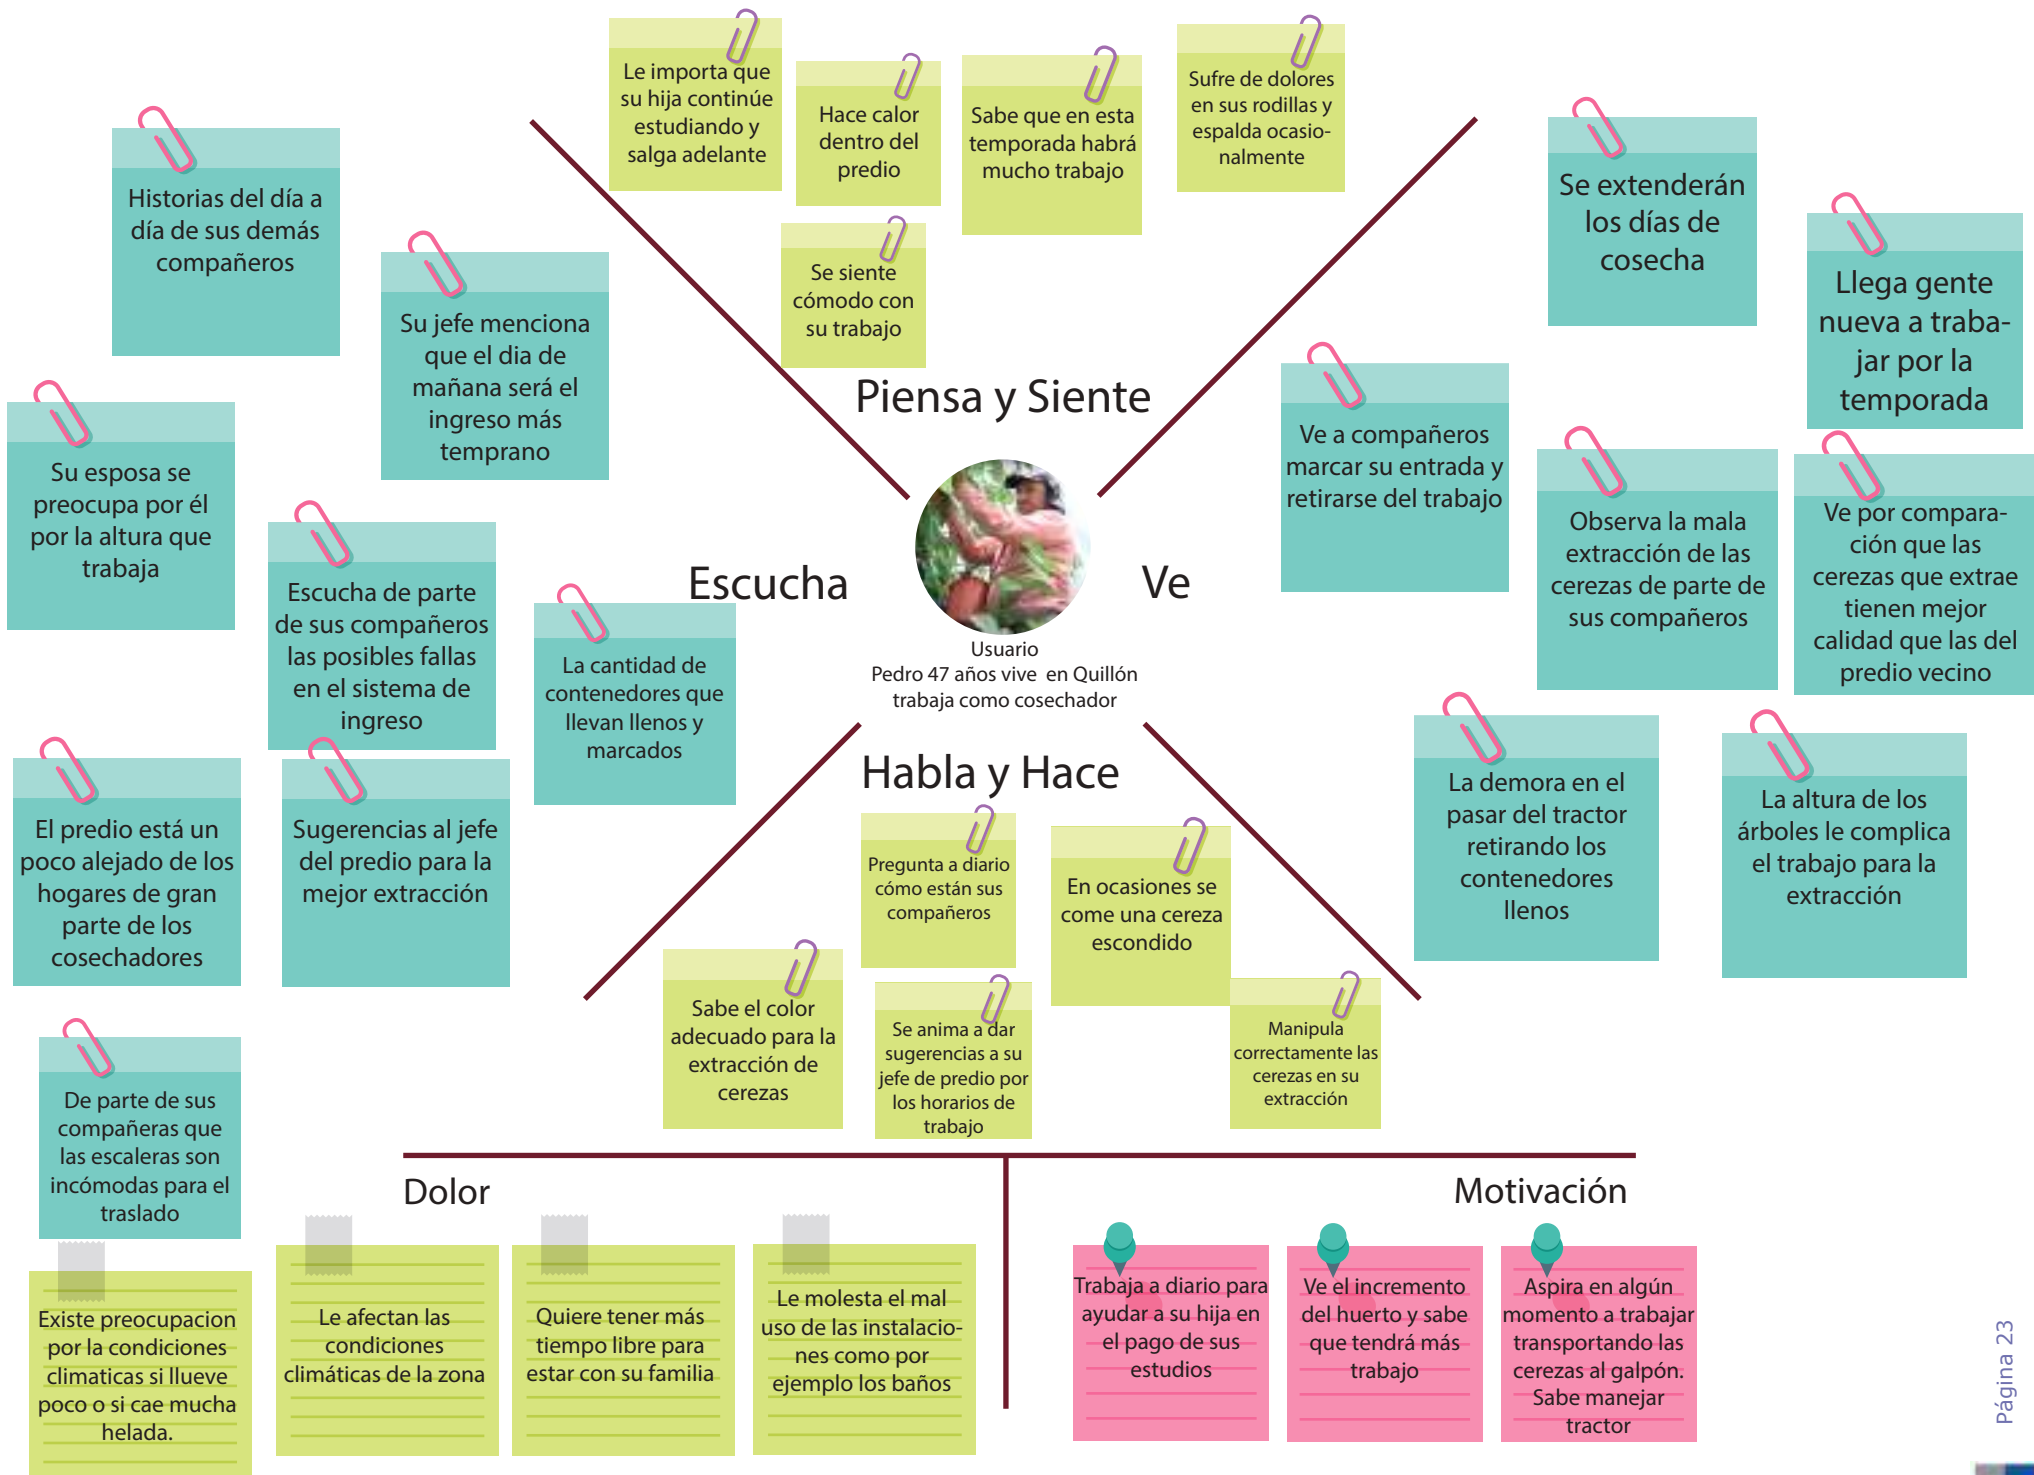 Le importa que
su hija continúe
estudiando y
salga adelante
Hace calor
dentro del
predio
Sabe que en esta
temporada habrá
mucho trabajo
Sufre de dolores
en sus rodillas y
espalda ocasio-
nalmente
Se siente
cómodo con
su trabajo
Piensa y Siente
Historias del día a
día de sus demás
compañeros
Su jefe menciona
que el dia de
mañana será el
ingreso más
temprano
Su esposa se
preocupa por él
por la altura que
trabaja
Escucha de parte
de sus compañeros
las posibles fallas
en el sistema de
ingreso
La cantidad de
contenedores que
llevan llenos y
marcados
El predio está un
poco alejado de los
hogares de gran
parte de los
cosechadores
Sugerencias al jefe
del predio para la
mejor extracción
De parte de sus
compañeras que
las escaleras son
incómodas para el
traslado
Escucha
Usuario
Pedro 47 años vive en Quillón
trabaja como cosechador
Ve
Se extenderán
los días de
cosecha
Llega gente
nueva a traba-
jar por la
temporada
Ve a compañeros
marcar su entrada y
retirarse del trabajo
Observa la mala
extracción de las
cerezas de parte de
sus compañeros
Ve por compara-
ción que las
cerezas que extrae
tienen mejor
calidad que las del
predio vecino
La demora en el
pasar del tractor
retirando los
contenedores
llenos
La altura de los
árboles le complica
el trabajo para la
extracción
Habla y Hace
Pregunta a diario
cómo están sus
compañeros
En ocasiones se
come una cereza
escondido
Sabe el color
adecuado para la
extracción de
cerezas
Se anima a dar
sugerencias a su
jefe de predio por
los horarios de
trabajo
Manipula
correctamente las
cerezas en su
extracción
Dolor
Existe preocupacion
por la condiciones
climaticas si llueve
poco o si cae mucha
helada.
Le afectan las
condiciones
climáticas de la zona
Quiere tener más
tiempo libre para
estar con su familia
Le molesta el mal
uso de las instalacio-
nes como por
ejemplo los baños
Motivación
Trabaja a diario para
ayudar a su hija en
el pago de sus
estudios
Ve el incremento
del huerto y sabe
que tendrá más
trabajo
Aspira en algún
momento a trabajar
transportando las
cerezas al galpón.
Sabe manejar
tractor
Página 23